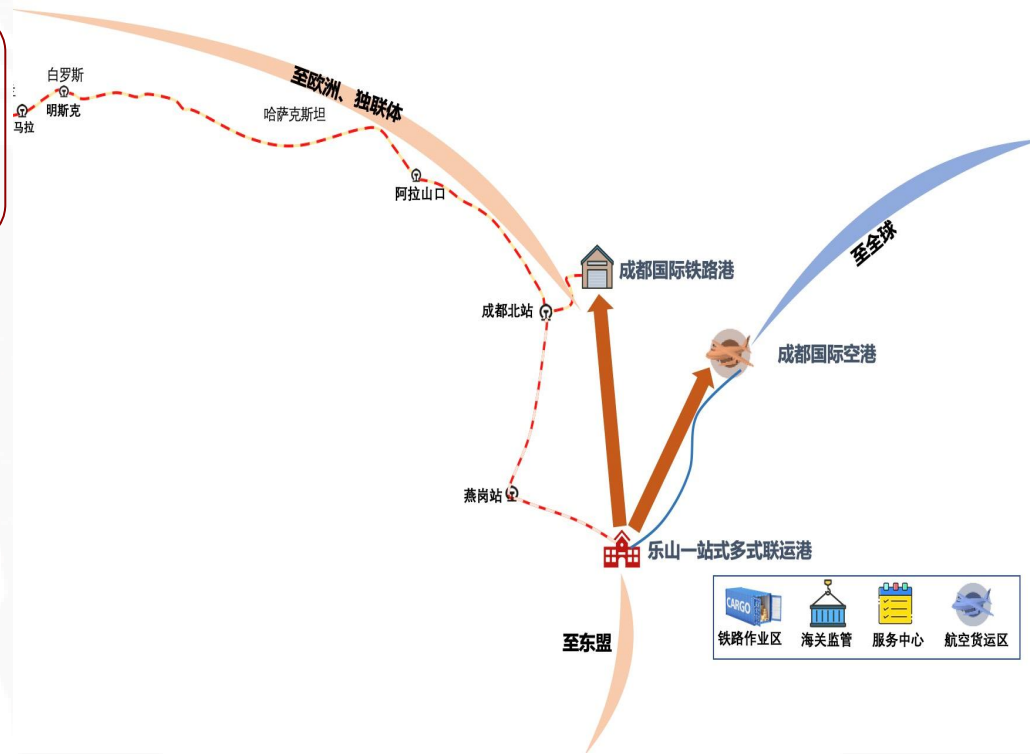 白罗斯
明斯克
马拉
哈萨克斯坦
至欧洲、独联体
阿拉山口
至全球
成都国际铁路港
成都北站
成都国际空港
燕岗站
乐山一站式多式联运港
至东盟
CARGO
铁路作业区
海关监管
服务中心
航空货运区